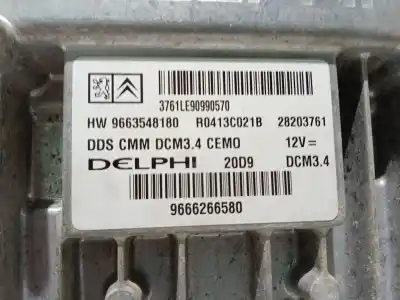 3761LE90990570
HW 9663548180 R0413C021B 28203761
DDS CMM DCM3.4 CEMO 12V=
DELPHI 20D9 DCM3.4
9666266580